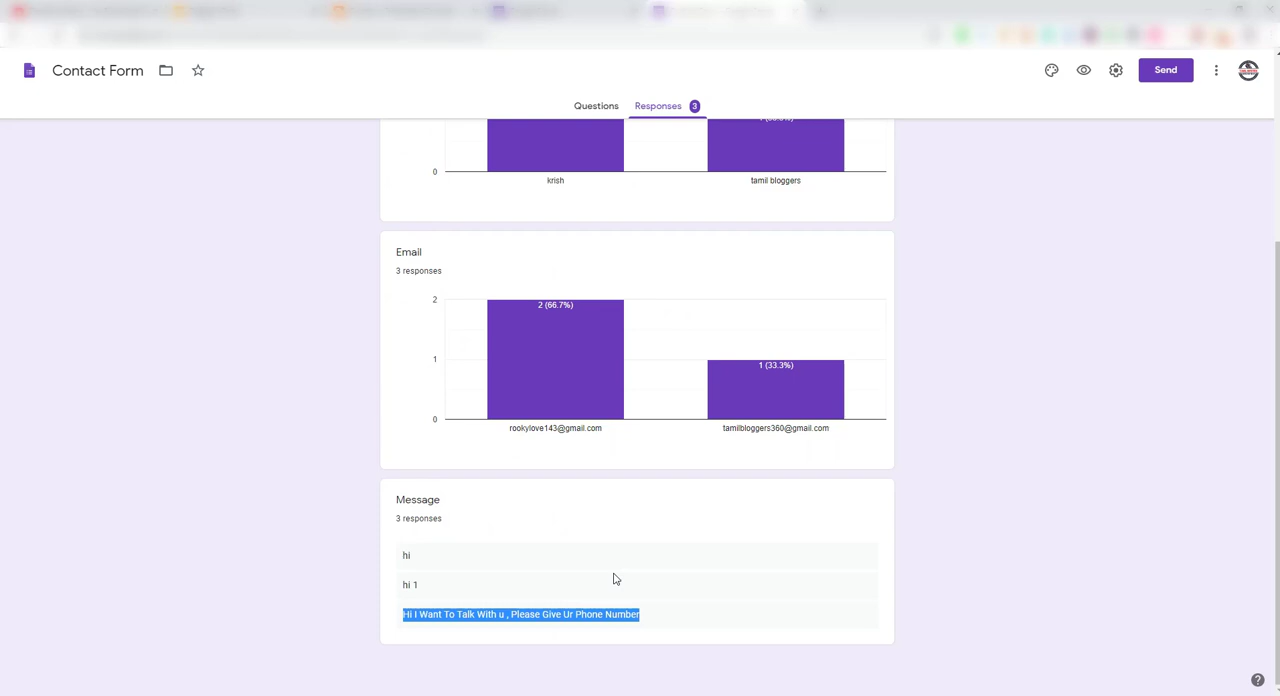 Contact Form
Send
Questions
Responses 3
0
krish
tamil bloggers
Email
3 responses
2
2 (66.7%)
1
1 (33.3%)
0
rookylove143@gmail.com
tamilbloggers360@gmail.com
Message
3 responses
hi
hi 1
Hi I Want To Talk With u , Please Give Ur Phone Number